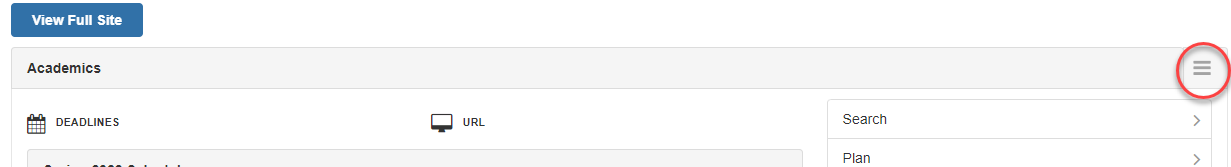 View Full Site
Academics
DEADLINES
URL
Search
Plan